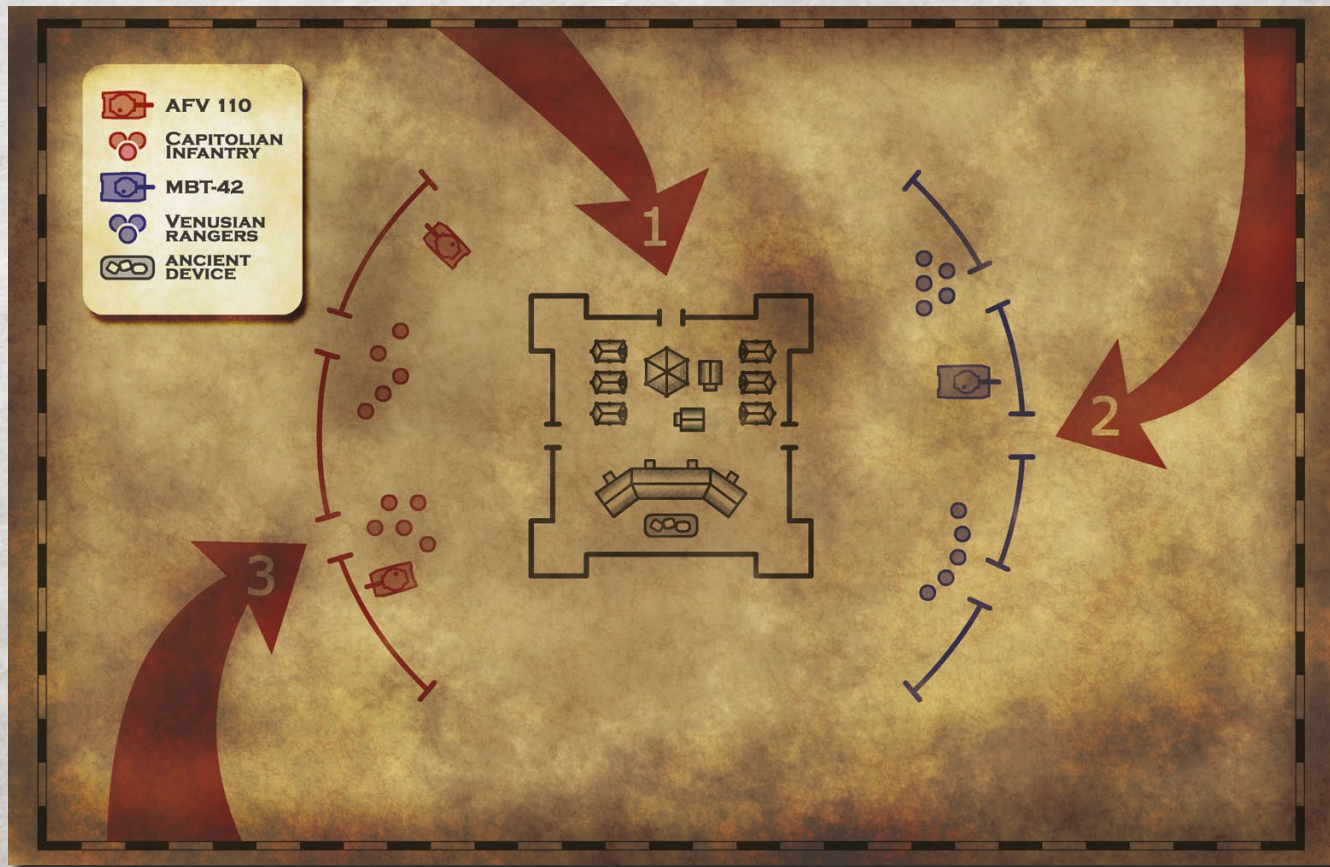 AFV 110
CAPITOLIAN
INFANTRY
MBT-42
VENUSIAN
RANGERS
ANCIENT
DEVICE
1
2
3